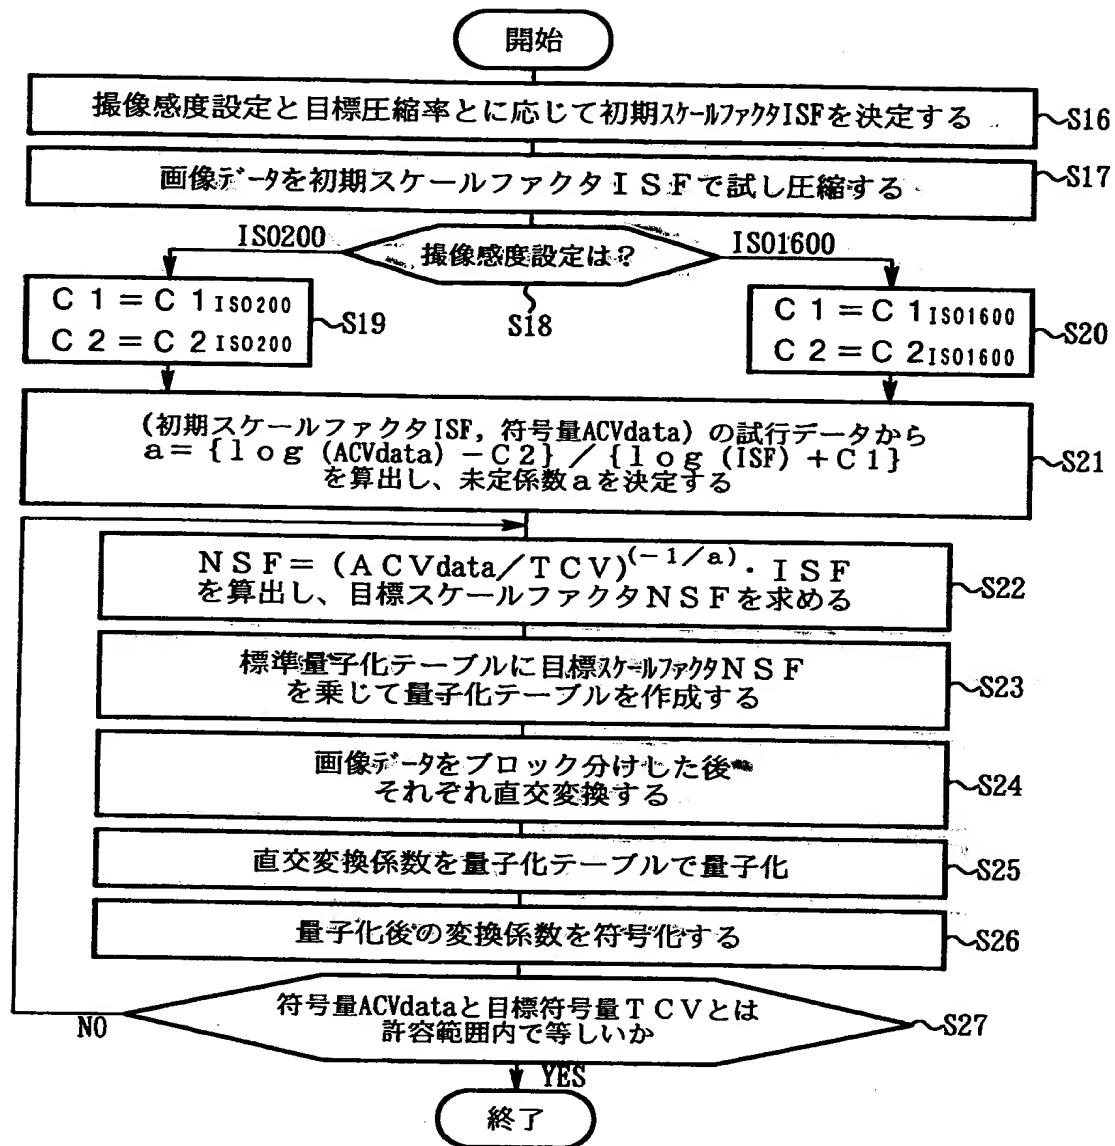 開始
撮像感度設定と目標圧縮率とに応じて初期スケールファクタISFを決定する
S16
画像データを初期スケールファクタISFで試し圧縮する
S17
ISO200
撮像感度設定は?
ISO1600
S18
C1=C1ISO200
C2=C2ISO200
S19
C1=C1ISO1600
C2=C2ISO1600
S20
(初期スケールファクタISF, 符号量ACVdata) の試行データから
a={log (ACVdata) -C2} / {log (ISF) +C1}
を算出し、未定係数aを決定する
S21
NSF=(ACVdata/TCV)(-1/a)・ISF
を算出し、目標スケールファクタNSFを求める
S22
標準量子化テーブルに目標スケールファクタNSF
を乗じて量子化テーブルを作成する
S23
画像データをブロック分けした後
それぞれ直交変換する
S24
直交変換係数を量子化テーブルで量子化
S25
量子化後の変換係数を符号化する
S26
符号量ACVdataと目標符号量TCVとは
許容範囲内で等しいか
S27
NO
YES
終了